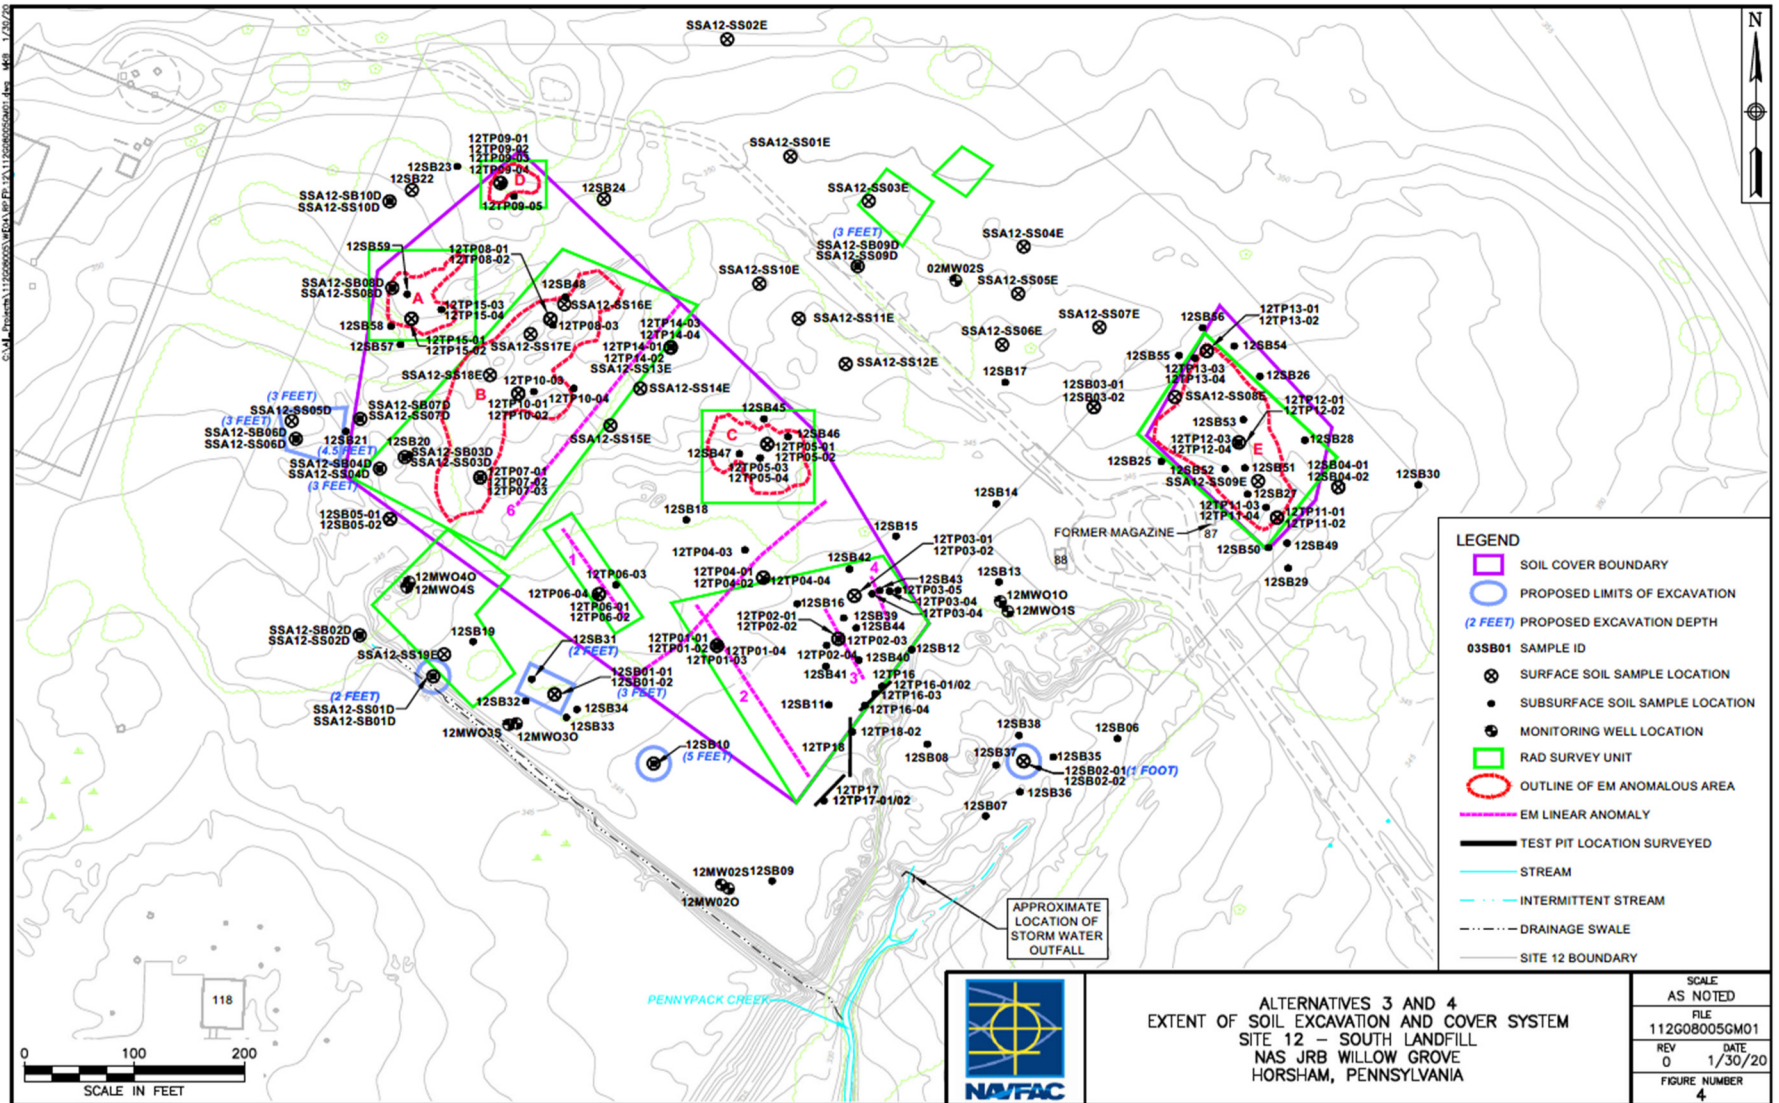 SSA12-SS02E
N
12TP09-01
12TP09-02
12TP09-03
12TP09-04
D
12TP09-05
12SB23
12SB22
SSA12-SB10D
SSA12-SS10D
12SB24
SSA12-SS01E
SSA12-SS03E
(3 FEET)
SSA12-SB09D
SSA12-SS09D
SSA12-SS04E
02MW02S
SSA12-SS05E
SSA12-SS10E
SSA12-SS11E
SSA12-SS06E
SSA12-SS07E
SSA12-SS12E
12SB17
12SB03-01
12SB03-02
12SB59
12TP08-01
12TP08-02
SSA12-SB08D
SSA12-SS08D
A
12TP15-03
12TP15-04
12SB58
12SB57
12TP15-01
12TP15-02
12SB48
SSA12-SS16E
12TP08-03
SSA12-SS17E
12TP14-03
12TP14-04
12TP14-01
12TP14-02
SSA12-SS13E
SSA12-SS14E
SSA12-SS18E
B
12TP10-03
12TP10-04
12TP10-01
12TP10-02
SSA12-SS15E
(3 FEET)
SSA12-SS05D
(3 FEET)
SSA12-SB06D
SSA12-SS06D
SSA12-SB07D
SSA12-SS07D
12SB21
12SB20
(4.5 FEET)
SSA12-SB03D
SSA12-SS03D
SSA12-SB04D
SSA12-SS04D
(3 FEET)
12TP07-01
12TP07-02
12TP07-03
6
12SB05-01
12SB05-02
12SB45
C
12SB46
12SB47
12TP05-01
12TP05-02
12TP05-03
12TP05-04
12SB56
12TP13-01
12TP13-02
12SB55
12SB54
12TP13-03
12TP13-04
12SB26
SSA12-SS08E
12TP12-01
12TP12-02
12SB53
12TP12-03
12TP12-04
E
12SB28
12SB25
12SB52
12SB51
SSA12-SS09E
12SB04-01
12SB04-02
12SB30
12SB27
12TP11-03
12TP11-04
12TP11-01
12TP11-02
FORMER MAGAZINE
87
88
12SB50
12SB49
12SB29
12SB18
12SB14
12SB15
12TP04-03
12TP03-01
12TP03-02
12SB42
12TP04-01
12TP04-02
12TP04-04
4
12SB43
12TP03-05
12TP03-04
12TP03-04
12SB13
12MWO1O
12MWO1S
1
12TP06-03
12TP06-04
12TP06-01
12TP06-02
12MWO4O
12MWO4S
12SB16
12TP02-01
12TP02-02
12SB39
12SB44
12TP02-03
12TP02-04
12SB40
12SB12
12SB41
3
12TP01-01
12TP01-02
12TP01-04
12TP01-03
2
12TP16
12TP16-01/02
12TP16-03
12TP16-04
12SB11
12TP18-02
12TP18
12SB08
12TP17
12TP17-01/02
SSA12-SB02D
SSA12-SS02D
12SB19
SSA12-SS19E
12SB31
(2 FEET)
12SB01-01
12SB01-02
(3 FEET)
(2 FEET)
SSA12-SS01D
SSA12-SB01D
12SB32
12SB34
12SB33
12MWO3S
12MWO3O
12SB10
(5 FEET)
12SB38
12SB06
12SB37
12SB35
12SB02-01
12SB02-02
(1 FOOT)
12SB36
12SB07
12MW02S
12SB09
12MW02O
APPROXIMATE
LOCATION OF
STORM WATER
OUTFALL
PENNYPACK CREEK
118
0 100 200
SCALE IN FEET
LEGEND
SOIL COVER BOUNDARY
PROPOSED LIMITS OF EXCAVATION
(2 FEET) PROPOSED EXCAVATION DEPTH
03SB01 SAMPLE ID
SURFACE SOIL SAMPLE LOCATION
SUBSURFACE SOIL SAMPLE LOCATION
MONITORING WELL LOCATION
RAD SURVEY UNIT
OUTLINE OF EM ANOMALOUS AREA
EM LINEAR ANOMALY
TEST PIT LOCATION SURVEYED
STREAM
INTERMITTENT STREAM
DRAINAGE SWALE
SITE 12 BOUNDARY
NAVFAC
ALTERNATIVES 3 AND 4
EXTENT OF SOIL EXCAVATION AND COVER SYSTEM
SITE 12 – SOUTH LANDFILL
NAS JRB WILLOW GROVE
HORSHAM, PENNSYLVANIA
SCALE
AS NOTED
FILE
112G08005GM01
REV DATE
0 1/30/20
FIGURE NUMBER
4